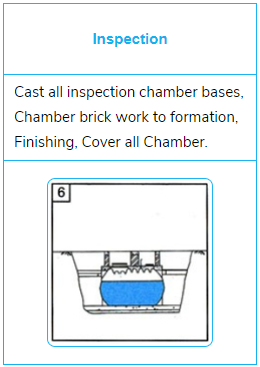 Inspection
Cast all inspection chamber bases,
Chamber brick work to formation,
Finishing, Cover all Chamber.
6